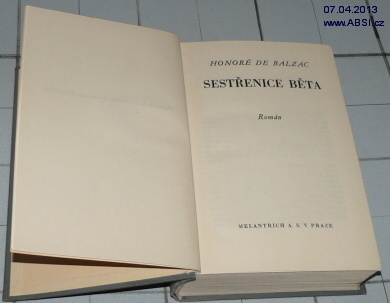 07.04.2013
www.ABSI.cz
HONORÉ DE BALZAC
SESTŘENICE BĚTA
Román
MELANTRICH A. S. V PRAZE